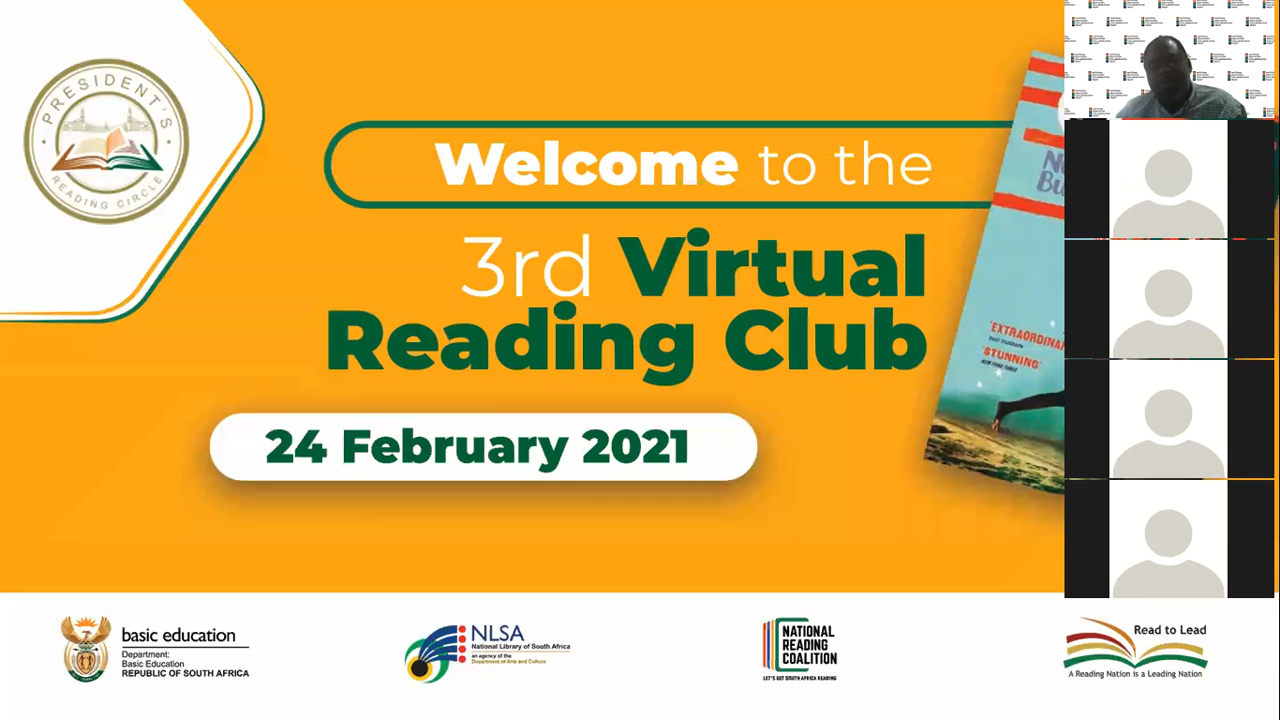 PRESIDENT'S
READING CIRCLE
Welcome to the
3rd Virtual
Reading Club
24 February 2021
"EXTRAORDINAR
'STUNNING'
basic education
Department:
Basic Education
REPUBLIC OF SOUTH AFRICA
NLSA
National Library of South Africa
an agency of the
Department of Arts and Culture
NATIONAL
READING
COALITION
LET'S GET SOUTH AFRICA READING
Read to Lead
A Reading Nation is a Leading Nation